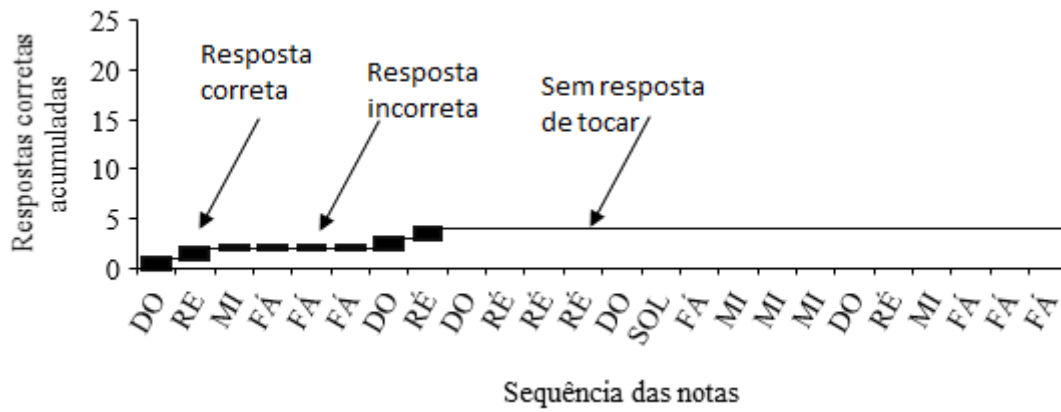 Respostas corretas
acumuladas
25
20
15
10
5
0
Resposta
correta
Resposta
incorreta
Sem resposta
de tocar
DO RE MI FÁ FÁ FÁ DO RÉ DO RÉ RÉ RÉ DO SOL FÁ MI MI MI DO RÉ MI FÁ FÁ FÁ
Sequência das notas